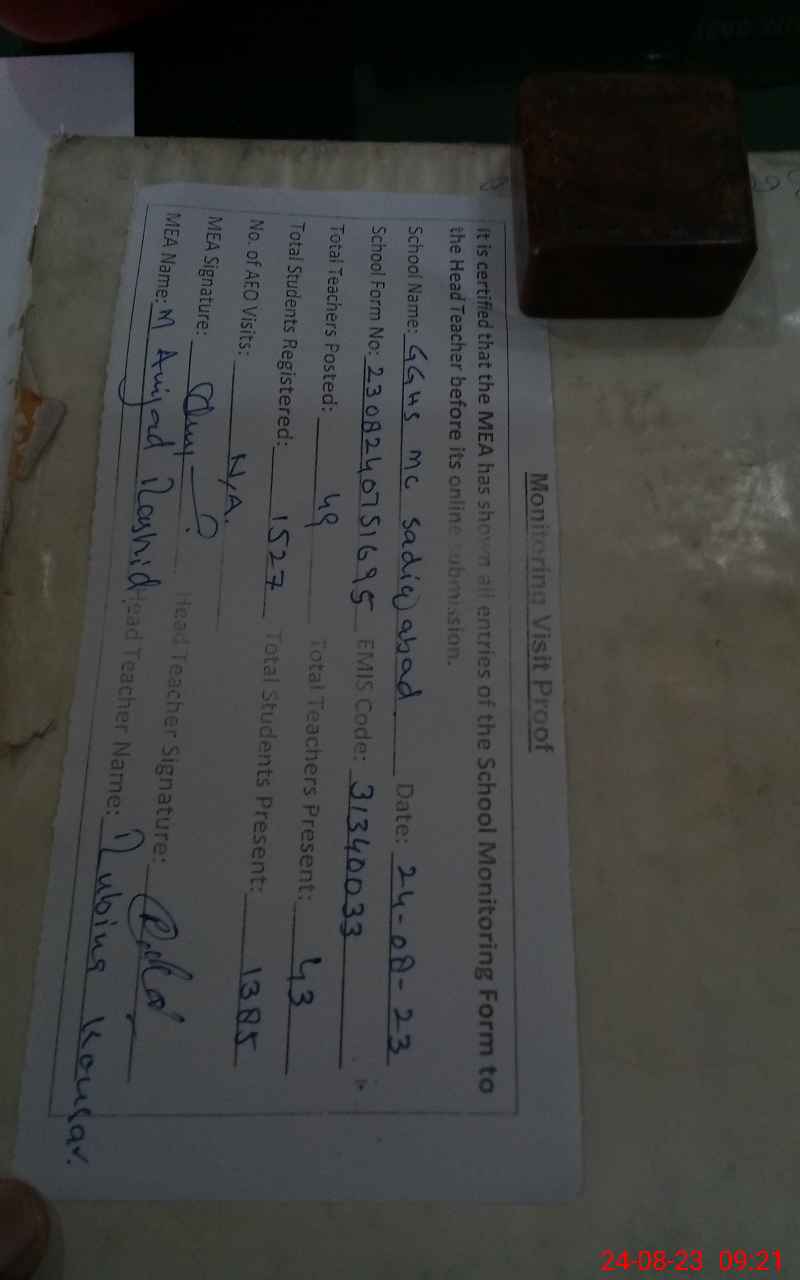 Monitoring Visit Proof
It is certified that the MEA has shown all entries of the School Monitoring Form to
the Head Teacher before its online submission.
School Name: GGHS MC sadiqabad Date: 24-08-23
School Form No: 2308240751695 EMIS Code: 31340033
Total Teachers Posted: 49 Total Teachers Present: 43
Total Students Registered: 1527 Total Students Present: 1385
No. of AEO Visits: N/A.
MEA Signature: Head Teacher Signature:
MEA Name: M Amjad Rashid Head Teacher Name: Rubina Kousar.
24-08-23 09:21